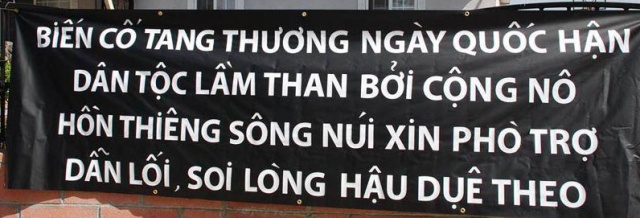 BIẾN CỐ TANG THƯƠNG NGÀY QUỐC HẬN
DÂN TỘC LẦM THAN BỞI CỘNG NÔ
HỒN THIÊNG SÔNG NÚI XIN PHÒ TRỢ
DẪN LỐI, SOI LÒNG HẬU DUỆ THEO